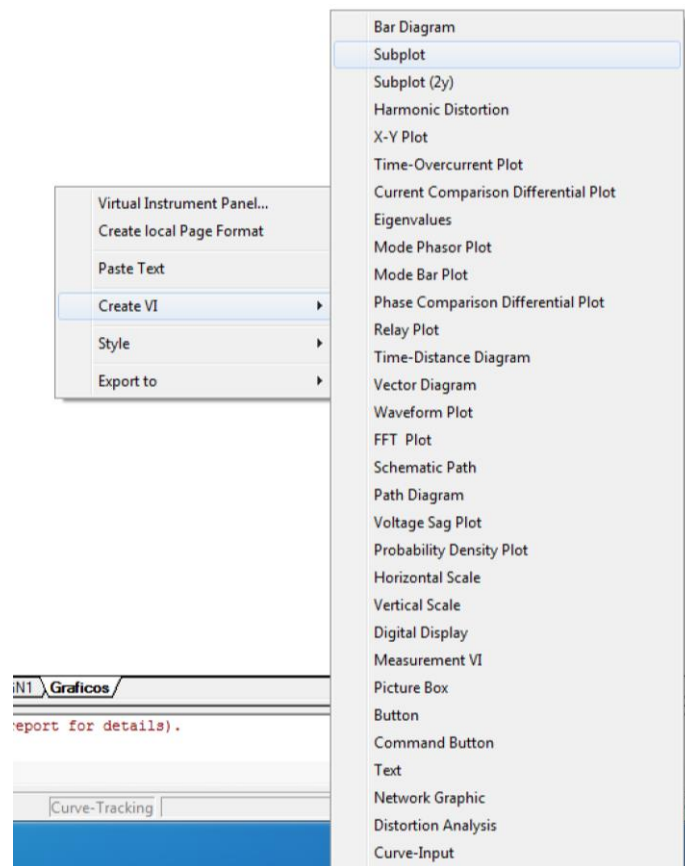 Virtual Instrument Panel...
Create local Page Format
Paste Text
Create VI
Style
Export to
Bar Diagram
Subplot
Subplot (2y)
Harmonic Distortion
X-Y Plot
Time-Overcurrent Plot
Current Comparison Differential Plot
Eigenvalues
Mode Phasor Plot
Mode Bar Plot
Phase Comparison Differential Plot
Relay Plot
Time-Distance Diagram
Vector Diagram
Waveform Plot
FFT Plot
Schematic Path
Path Diagram
Voltage Sag Plot
Probability Density Plot
Horizontal Scale
Vertical Scale
Digital Display
Measurement VI
Picture Box
Button
Command Button
Text
Network Graphic
Distortion Analysis
Curve-Input
iN1 Graficos
report for details).
Curve-Tracking